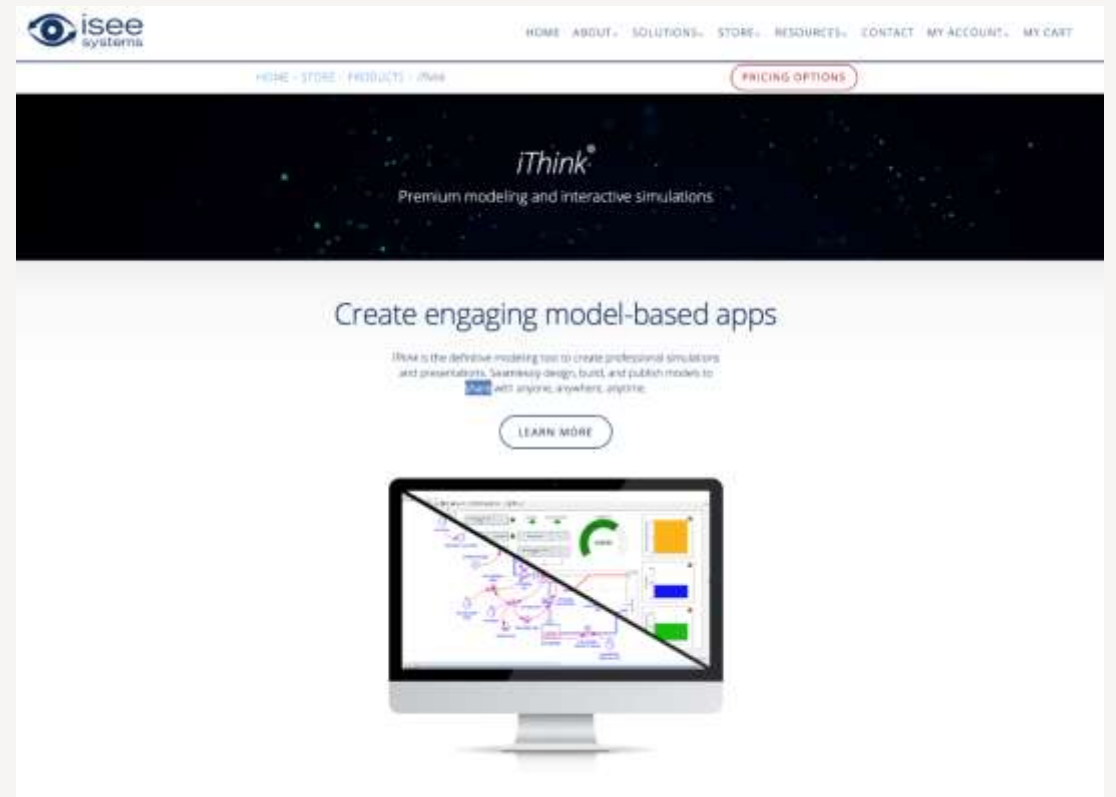 isee
systems
HOME ABOUT SOLUTIONS STORE RESOURCES CONTACT MY ACCOUNT MY CART
HOME STORE PRODUCTS iThink
PRICING OPTIONS
iThink®
Premium modeling and interactive simulations
Create engaging model-based apps
iThink is the definitive modeling tool to create professional simulations
and presentations. Seamlessly design, build, and publish models to
share with anyone, anywhere, anytime.
LEARN MORE